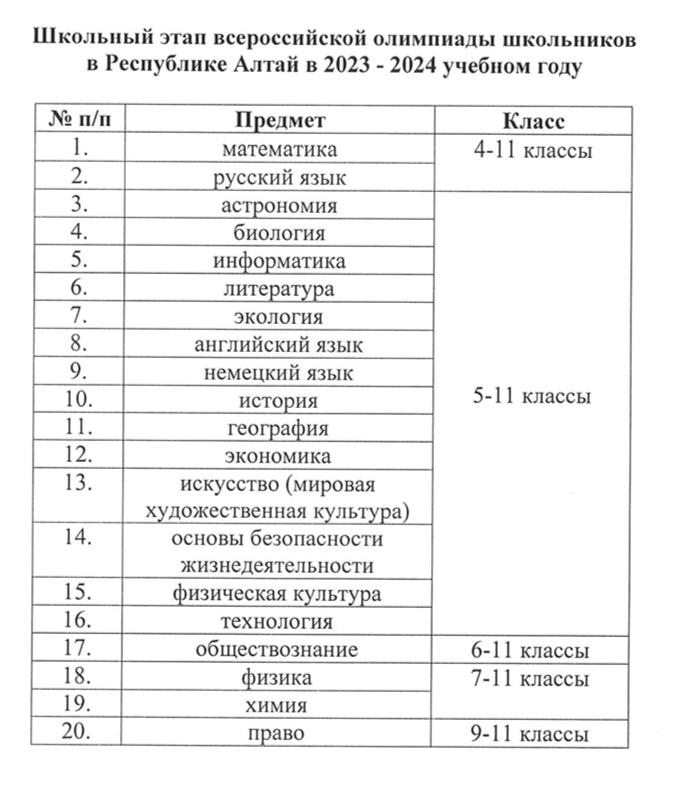 Школьный этап всероссийской олимпиады школьников
в Республике Алтай в 2023 - 2024 учебном году
№ п/п Предмет Класс
1. математика 4-11 классы
2. русский язык
3. астрономия
4. биология
5. информатика
6. литература
7. экология
8. английский язык
9. немецкий язык
10. история 5-11 классы
11. география
12. экономика
13. искусство (мировая
художественная культура)
14. основы безопасности
жизнедеятельности
15. физическая культура
16. технология
17. обществознание 6-11 классы
18. физика 7-11 классы
19. химия
20. право 9-11 классы